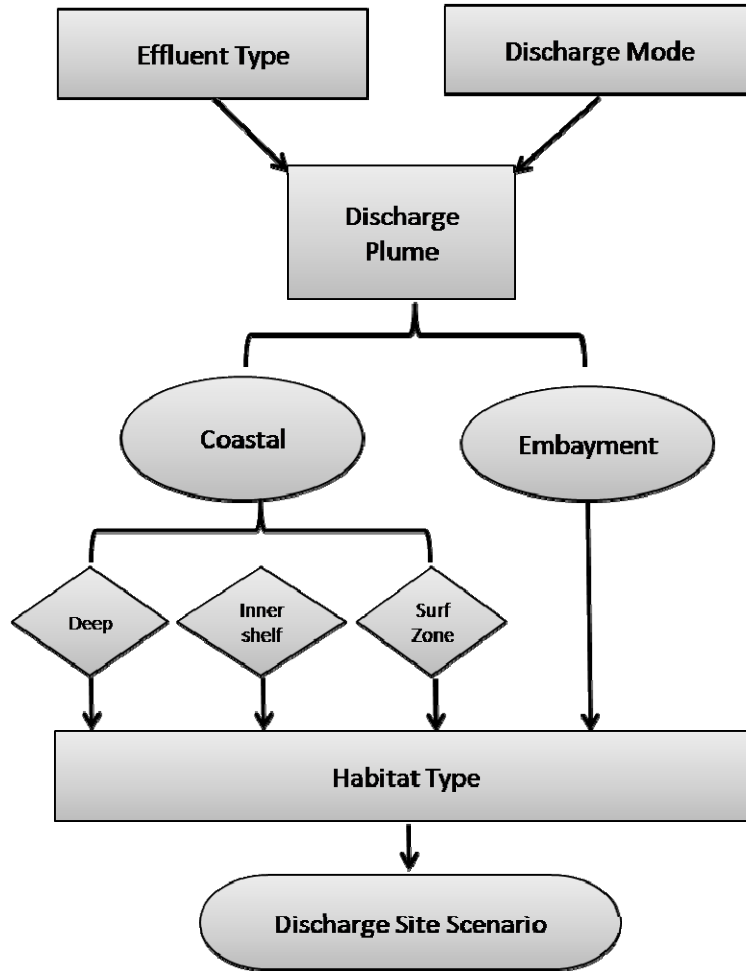 Effluent Type
Discharge Mode
Discharge
Plume
Coastal
Embayment
Deep
Inner
shelf
Surf
Zone
Habitat Type
Discharge Site Scenario